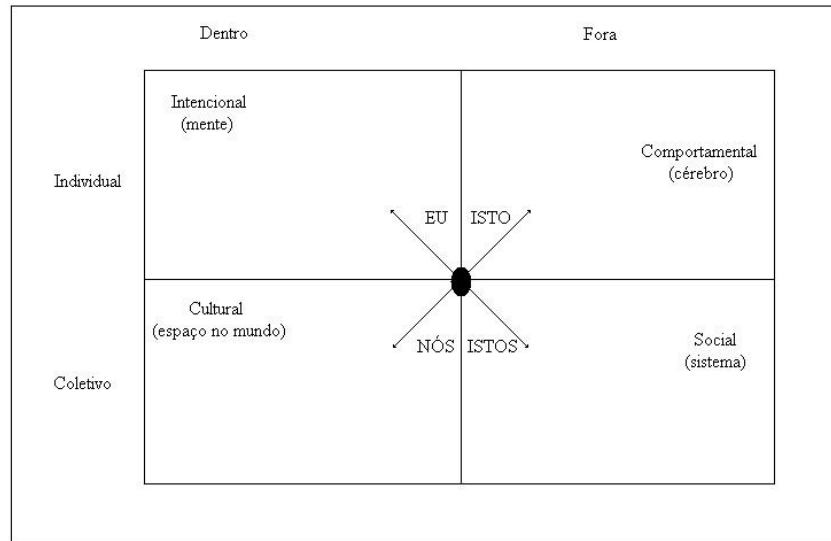 Dentro
Fora
Intencional
(mente)
Comportamental
(cérebro)
Individual
EU
ISTO
Cultural
(espaço no mundo)
NÓS
ISTOS
Social
(sistema)
Coletivo